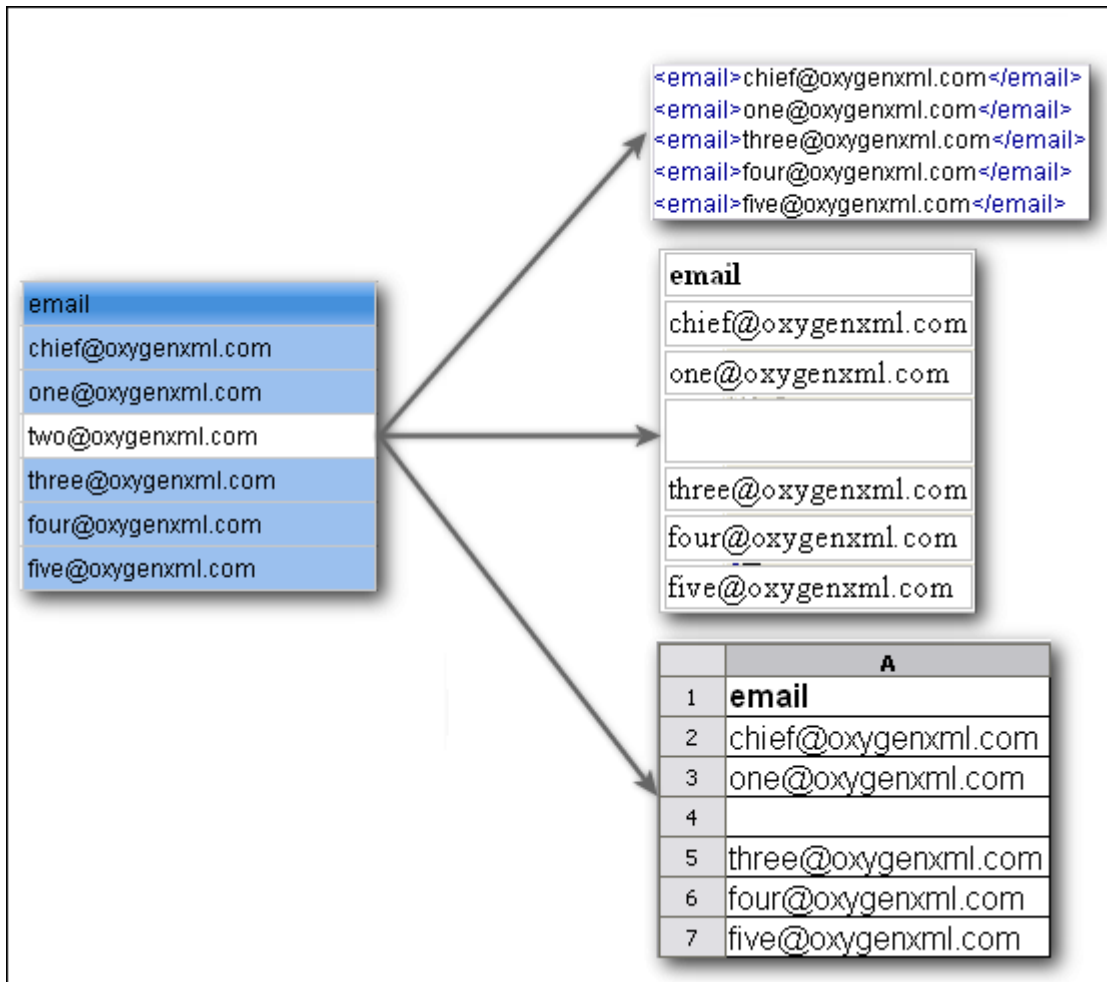 email
chief@oxygenxml.com
one@oxygenxml.com
two@oxygenxml.com
three@oxygenxml.com
four@oxygenxml.com
five@oxygenxml.com
<email>chief@oxygenxml.com</email>
<email>one@oxygenxml.com</email>
<email>three@oxygenxml.com</email>
<email>four@oxygenxml.com</email>
<email>five@oxygenxml.com</email>
email
chief@oxygenxml.com
one@oxygenxml.com
three@oxygenxml.com
four@oxygenxml.com
five@oxygenxml.com
A
1 email
2 chief@oxygenxml.com
3 one@oxygenxml.com
4
5 three@oxygenxml.com
6 four@oxygenxml.com
7 five@oxygenxml.com